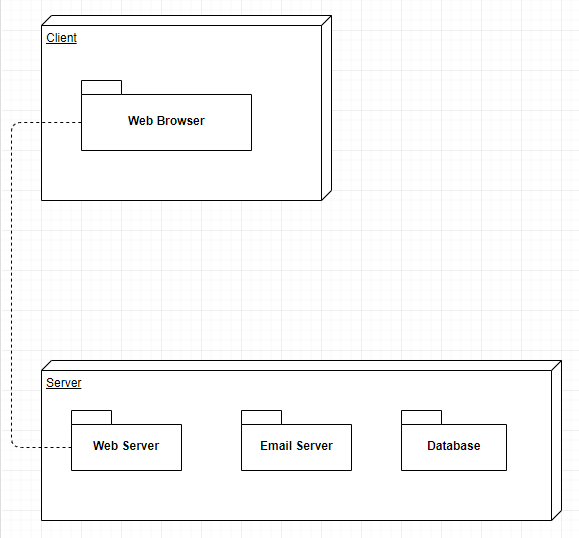 Client
Web Browser
Server
Web Server
Email Server
Database